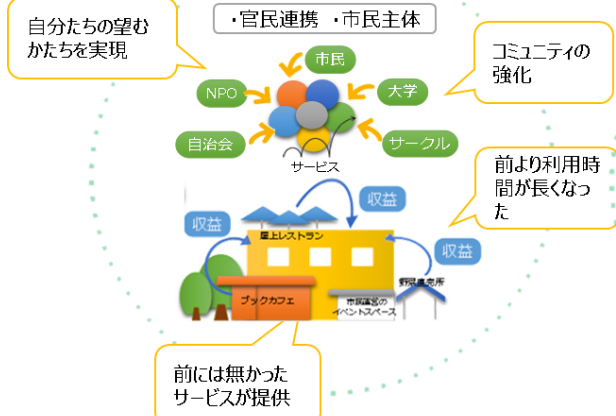 ・官民連携 ・市民主体
自分たちの望む
かたちを実現
市民
NPO
大学
自治会
サークル
サービス
コミュニティの
強化
前より利用時
間が長くなっ
た
収益
収益
収益
屋上レストラン
野菜直売所
ブックカフェ
市民運営の
イベントスペース
前には無かった
サービスが提供